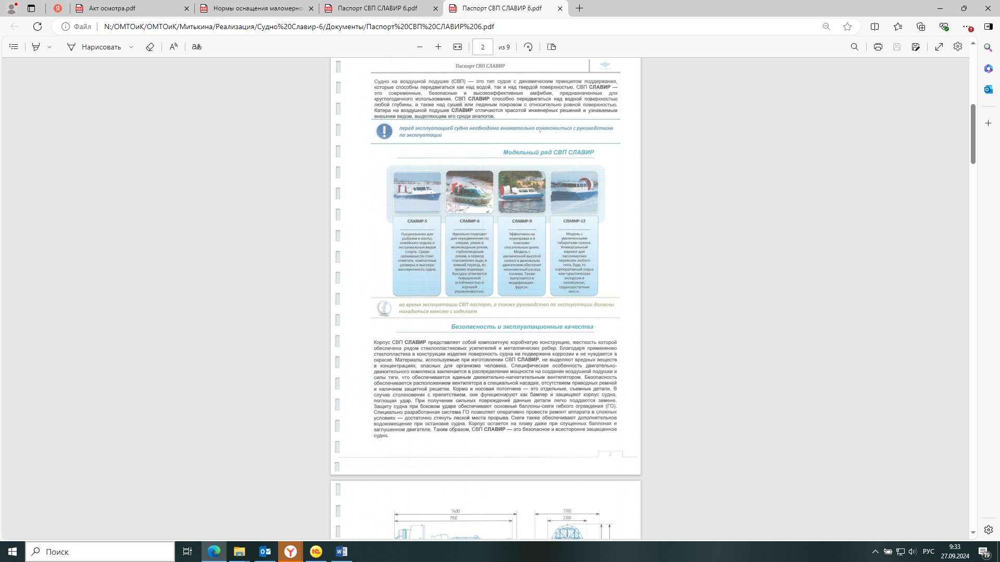 Акт осмотра.pdf
Нормы оснащения маломерно
Паспорт СВП СЛАВИР 6.pdf
Паспорт СВП СЛАВИР 6.pdf
Файл
N:/ОМТОиК/ОМТОиК/Митькина/Реализация/Судно%20Славир-6/Документы/Паспорт%20СВП%20СЛАВИР%206.pdf
Нарисовать
2 из 9
Паспорт СВП СЛАВИР
Судно на воздушной подушке (СВП) — это тип судов с динамическим принципом поддержания,
которые способны передвигаться как над водой, так и над твердой поверхностью. СВП СЛАВИР —
это современные, безопасные и высокоэффективные амфибии, предназначенные для
круглогодичного использования. СВП СЛАВИР способно передвигаться над водной поверхностью
любой глубины, а также над сушей или ледяным покровом с относительно ровной поверхностью.
Катера на воздушной подушке СЛАВИР отличаются красотой инженерных решений и узнаваемым
внешним видом, выделяющим его среди аналогов.
перед эксплуатацией судна необходимо внимательно ознакомиться с руководством
по эксплуатации
Модельный ряд СВП СЛАВИР
СЛАВИР-5
Предназначен для
рыбалки и охоты,
семейного отдыха и
экстремальных видов
спорта. Среди
преимуществ стоит
отметить компактные
размеры и высокую
маневренность судна.
СЛАВИР-6
Идеально подходит
для передвижения по
озерам, узким и
мелководным рекам,
глубоководным
рекам, в период
становления льда, в
зимний период, во
время ледохода.
Выгодно отличается
повышенной
устойчивостью и
хорошей
управляемостью.
СЛАВИР-9
Эффективен на
переправах и в
поисково-
спасательных целях.
Модель с
увеличенной высотой
салона и дизельным
двигателем обеспечит
экономичный расход
топлива. Также
выпускается в
модификации -
фургон.
СЛАВИР-12
Модель с
увеличенными
габаритами салона.
Универсальный
вариант для
пассажирских
перевозок любого
типа, будь то
корпоративный отдых
или туристическая
экскурсия в
заповедные,
труднодоступные
места.
во время эксплуатации СВП паспорт, а также руководство по эксплуатации должны
находиться вместе с изделием
Безопасность и эксплуатационные качества
Корпус СВП СЛАВИР представляет собой композитную коробчатую конструкцию, жесткость которой
обеспечена рядом стеклопластиковых усилителей и металлических ребер. Благодаря применению
стеклопластика в конструкции изделия поверхность судна не подвержена коррозии и не нуждается в
окраске. Материалы, используемые при изготовлении СВП СЛАВИР, не выделяют вредных веществ
в концентрациях, опасных для организма человека. Специфическая особенность двигательно-
движительного комплекса заключается в распределении мощности на создание воздушной подушки и
силы тяги, что обеспечивается единым движительно-нагнетательным вентилятором. Безопасность
обеспечивается расположением вентилятора в специальной насадке, отсутствием приводных ремней
и наличием защитной решетки. Корма и носовая потопчина — это отдельные, съемные детали. В
случае столкновения с препятствием, они функционируют как бампер и защищают корпус судна,
поглощая удар. При получении сильных повреждений данные детали легко поддаются замене.
Защиту судна при боковом ударе обеспечивают основные баллоны-скеги гибкого ограждения (ГО).
Специально разработанная система ГО позволяет оперативно провести ремонт аппарата в сложных
условиях — достаточно стянуть леской места прорыва. Скеги также обеспечивают дополнительное
водоизмещение при остановке судна. Корпус остается на плаву даже при спущенных баллонах и
заглушенном двигателе. Таким образом, СВП СЛАВИР — это безопасное и всесторонне защищенное
судно.
2
7400
7150
3700
2300
Поиск
РУС
9:33
27.09.2024
19